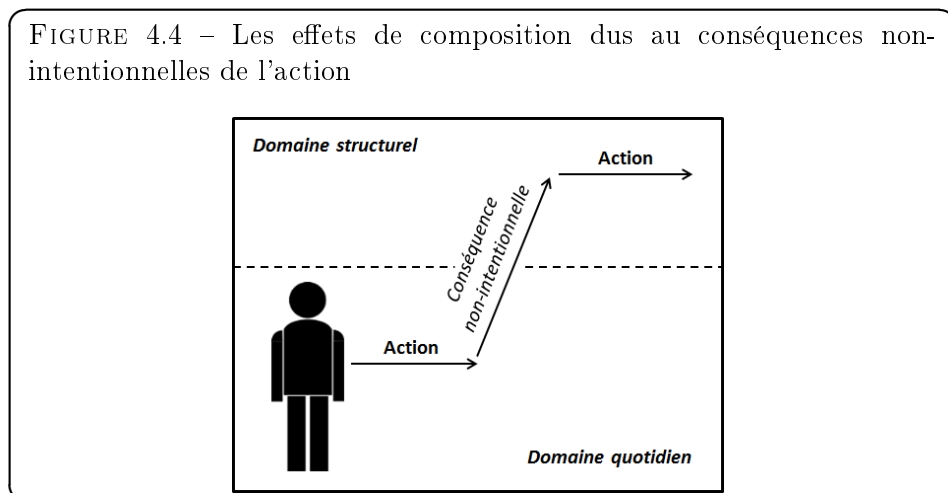 FIGURE 4.4 – Les effets de composition dus au conséquences non-
intentionnelles de l'action
Domaine structurel
Action
Conséquence
non-intentionnelle
Action
Domaine quotidien